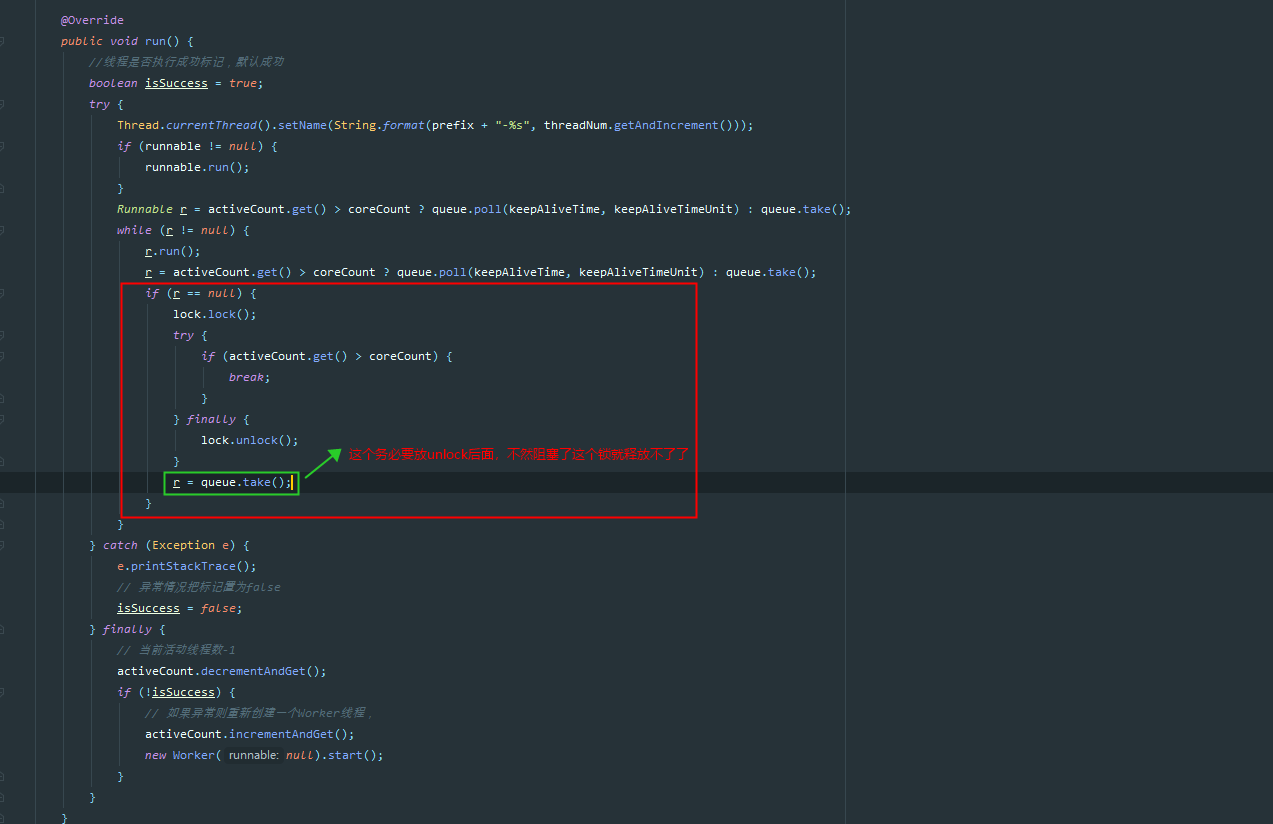 @Override
public void run() {
//线程是否执行成功标记，默认成功
boolean isSuccess = true;
try {
Thread.currentThread().setName(String.format(prefix + "-%s", threadNum.getAndIncrement()));
if (runnable != null) {
runnable.run();
}
Runnable r = activeCount.get() > coreCount ? queue.poll(keepAliveTime, keepAliveTimeUnit) : queue.take();
while (r != null) {
r.run();
r = activeCount.get() > coreCount ? queue.poll(keepAliveTime, keepAliveTimeUnit) : queue.take();
if (r == null) {
lock.lock();
try {
if (activeCount.get() > coreCount) {
break;
}
} finally {
lock.unlock();
}
r = queue.take(); 这个务必要放unlock后面，不然阻塞了这个锁就释放不了了
}
}
} catch (Exception e) {
e.printStackTrace();
// 异常情况把标记置为false
isSuccess = false;
} finally {
// 当前活动线程数-1
activeCount.decrementAndGet();
if (!isSuccess) {
// 如果异常则重新创建一个Worker线程，
activeCount.incrementAndGet();
new Worker( runnable: null).start();
}
}
}